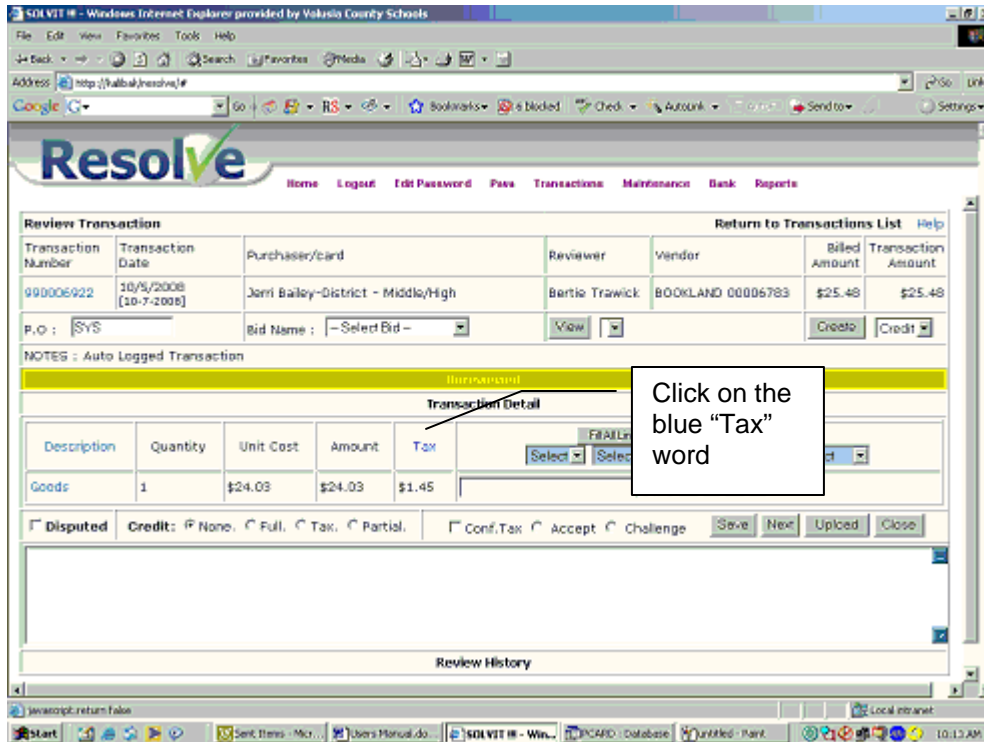 SOLVIT !!! - Windows Internet Explorer provided by Volusia County Schools
File Edit View Favorites Tools Help
Back Search Favorites Media
Address http://kalibak/resolve/# Go Links
Google Go RS Bookmarks 6 blocked Check AutoLink Send to Settings
Resolve
Home Logout Edit Password Pava Transactions Maintenance Bank Reports
Review Transaction Return to Transactions List Help
Transaction Number Transaction Date Purchaser/card Reviewer Vendor Billed Amount Transaction Amount
990006922 10/5/2008 [10-7-2008] Jerri Bailey-District - Middle/High Bertie Trawick BOOKLAND 00006783 $25.48 $25.48
P.O : SYS Bid Name : -- Select Bid -- View Create Credit
NOTES : Auto Logged Transaction
Unreviewed
Transaction Detail
Click on the
blue “Tax”
word
Description Quantity Unit Cost Amount Tax Select
Goods 1 $24.03 $24.03 $1.45
Disputed Credit: None. Full. Tax. Partial. Conf.Tax Accept Challenge Save Next Upload Close
Review History
javascript:return false Local intranet
Start Sent Items - Micr... Users Manual.do... SOLVIT !!! - Win... PCARD : Database untitled - Paint 10:13 AM